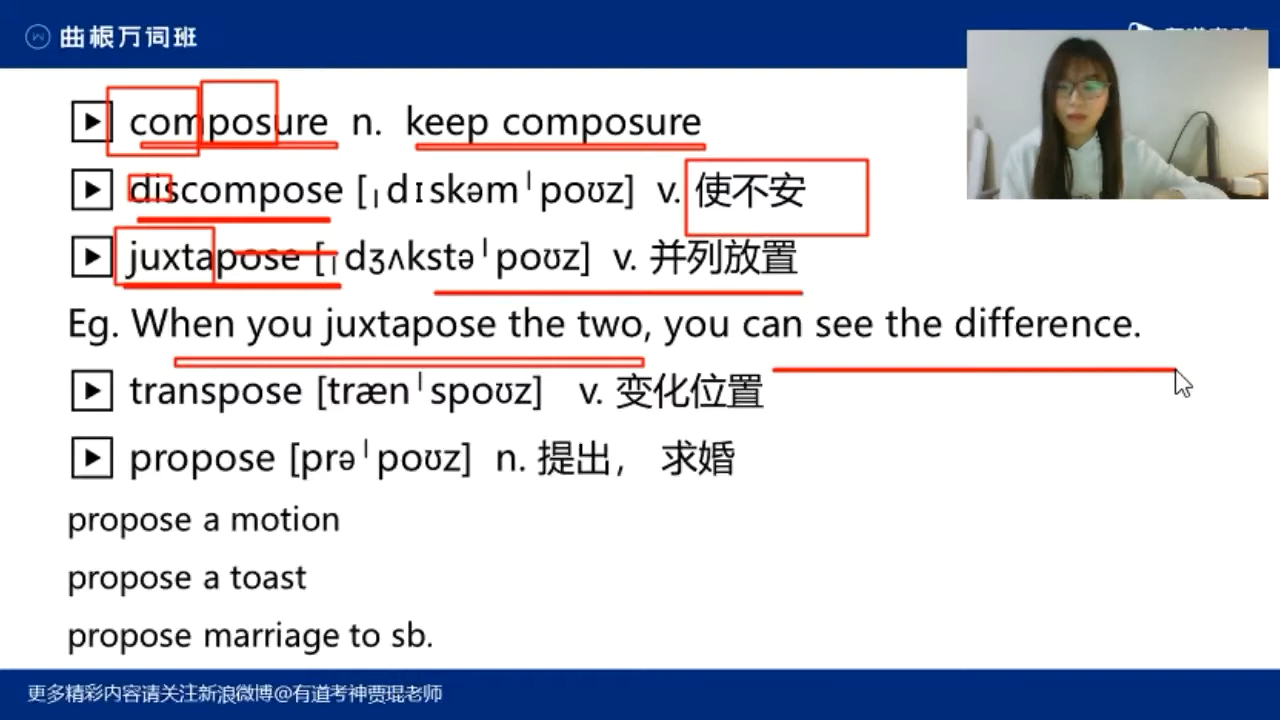 曲根万词班
composure n. keep composure
discompose [ˌdɪskəmˈpoʊz] v. 使不安
juxtapose [ˌdʒʌkstəˈpoʊz] v. 并列放置
Eg. When you juxtapose the two, you can see the difference.
transpose [trænˈspoʊz] v. 变化位置
propose [prəˈpoʊz] n. 提出， 求婚
propose a motion
propose a toast
propose marriage to sb.
更多精彩内容请关注新浪微博@有道考神贾琨老师